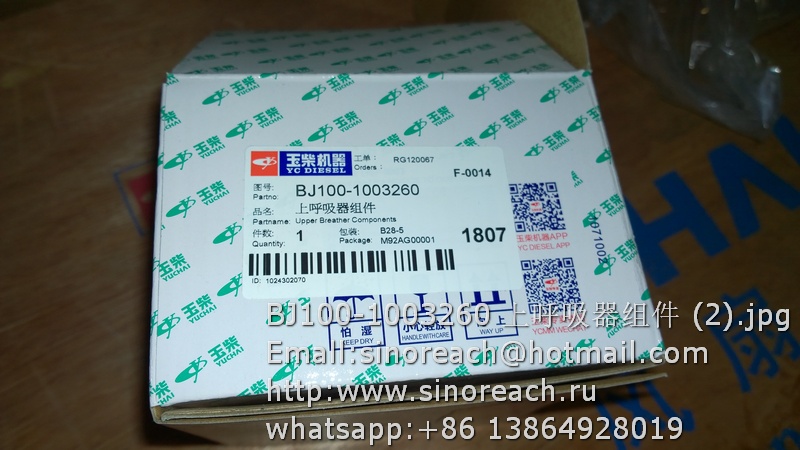 玉柴
YUCHAI
玉柴机器
YC DIESEL
工单:
Orders:
RG120067
F-0014
图号:
Partno:
BJ100-1003260
品名:
上呼吸器组件
Partname: Upper Breather Components
件数:
Quantity:
1
包装: B28-5
Package: M92AG00001
1807
ID: 1024302070
玉柴机器APP
YC DIESEL APP
怕 湿
KEEP DRY
小心轻放
HANDLE WITH CARE
WAY UP
BJ100-1003260 上呼吸器组件 (2).jpg
Email:sinoreach@hotmail.com
http:www.sinoreach.ru
whatsapp:+86 13864928019